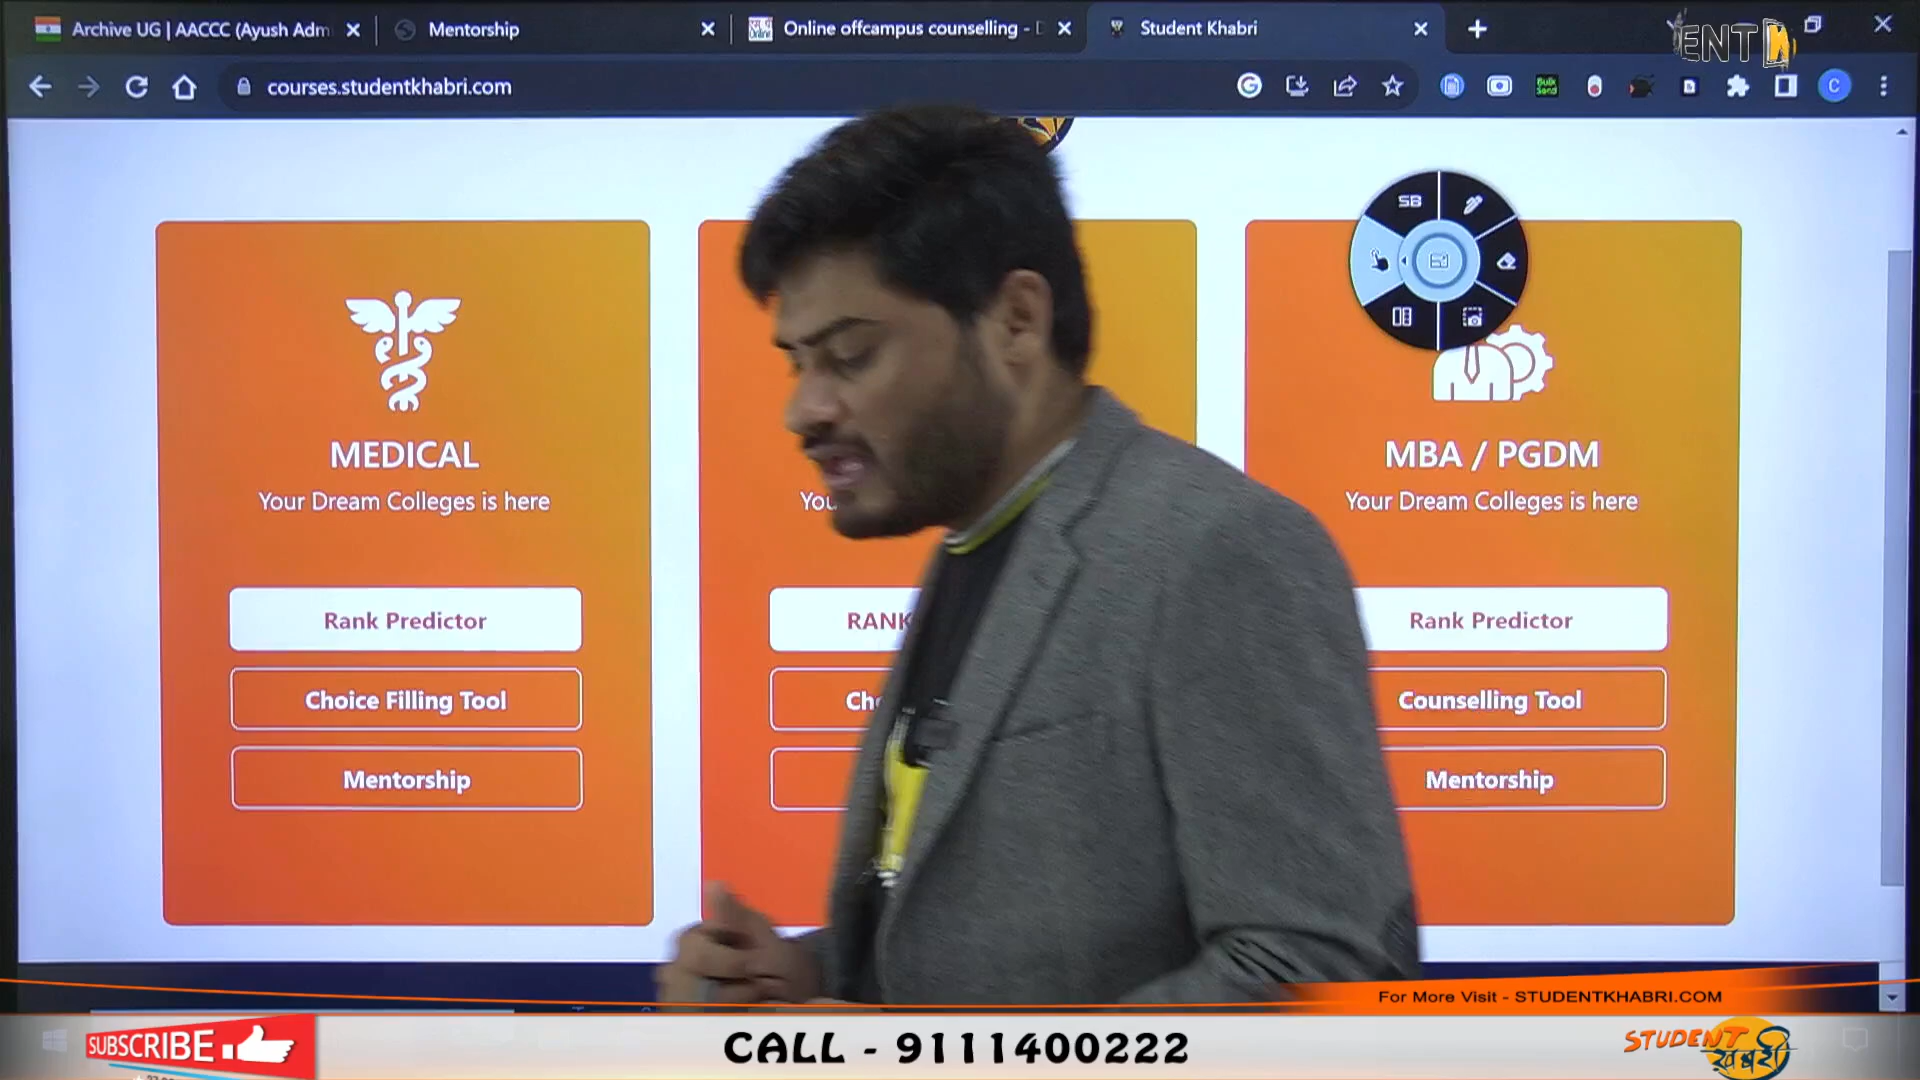 Archive UG | AACCC (Ayush Adm
Mentorship
Online offcampus counselling -
Student Khabri
ENT
courses.studentkhabri.com
SB
MEDICAL
Your Dream Colleges is here
Rank Predictor
Choice Filling Tool
Mentorship
RANK
MBA / PGDM
Your Dream Colleges is here
Rank Predictor
Counselling Tool
Mentorship
For More Visit - STUDENTKHABRI.COM
SUBSCRIBE
CALL - 9111400222
STUDENT
खबरी